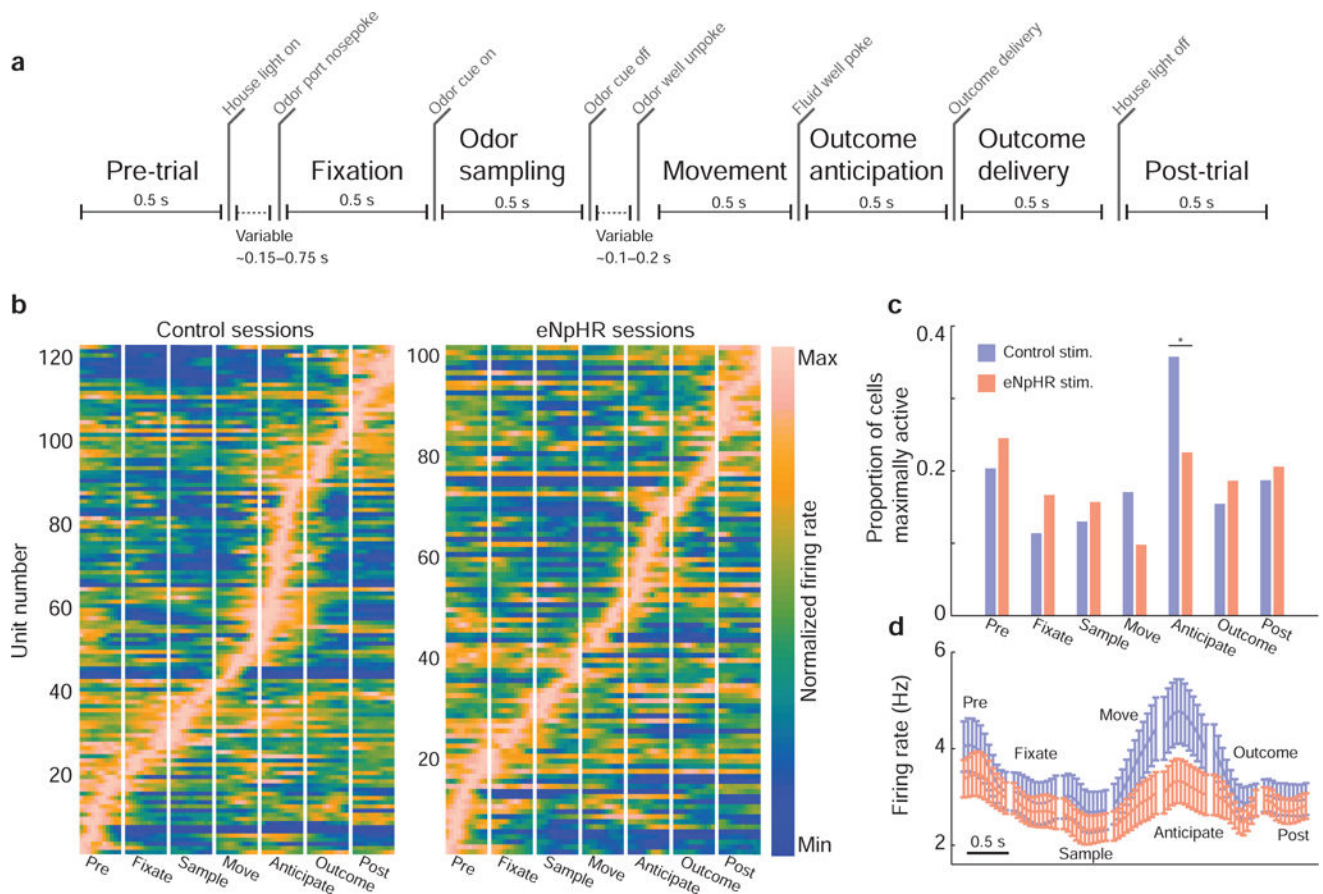 a
House light on
Odor port nosepoke
Odor cue on
Odor cue off
Odor well unpoke
Fluid well poke
Outcome delivery
House light off
Pre-trial
Fixation
Odor
sampling
Movement
Outcome
anticipation
Outcome
delivery
Post-trial
0.5 s
0.5 s
0.5 s
0.5 s
0.5 s
0.5 s
0.5 s
Variable
~0.15–0.75 s
Variable
~0.1–0.2 s
b
Control sessions
Unit number
120
100
80
60
40
20
Pre
Fixate
Sample
Move
Anticipate
Outcome
Post
eNpHR sessions
100
80
60
40
20
Pre
Fixate
Sample
Move
Anticipate
Outcome
Post
Max
Normalized firing rate
Min
c
Proportion of cells
maximally active
0.4
0.2
0
Control stim.
eNpHR stim.
*
Pre
Fixate
Sample
Move
Anticipate
Outcome
Post
d
Firing rate (Hz)
6
4
2
Pre
Fixate
Sample
Move
Anticipate
Outcome
Post
0.5 s